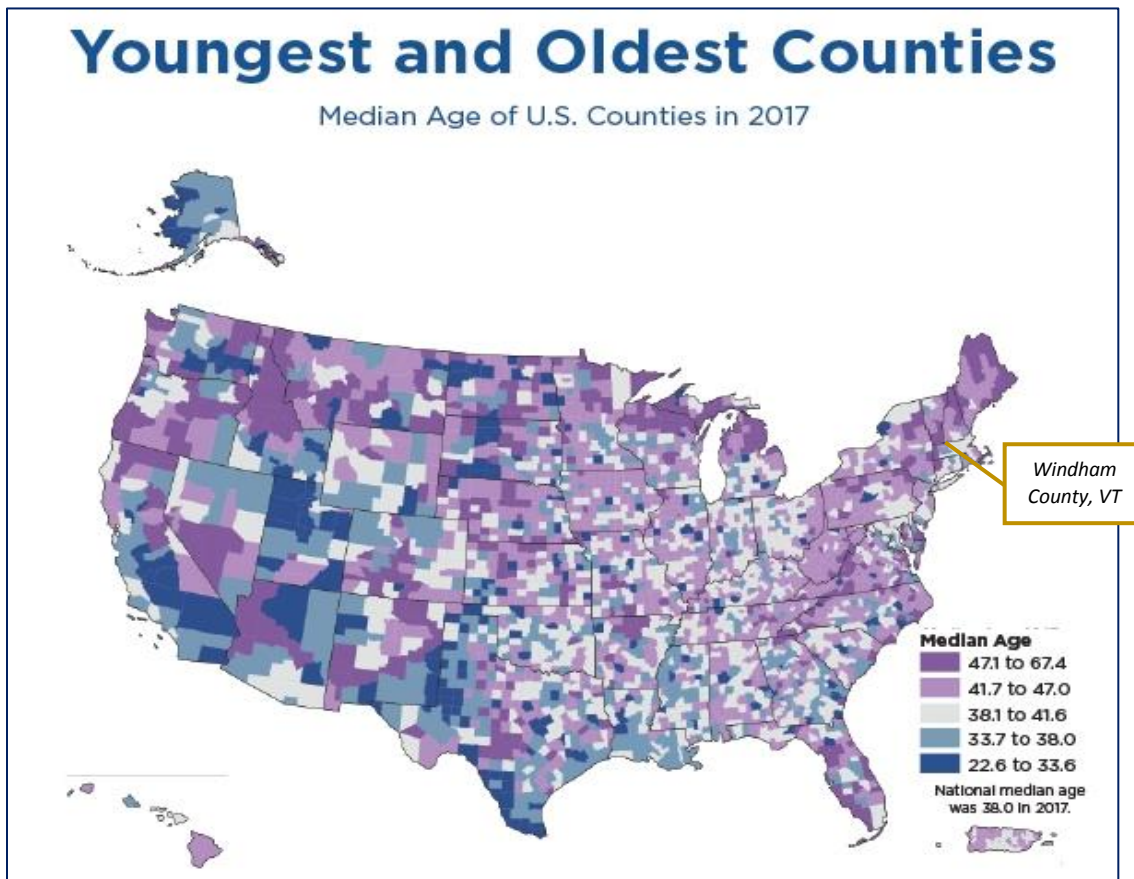 Youngest and Oldest Counties
Median Age of U.S. Counties in 2017
Windham
County, VT
Median Age
47.1 to 67.4
41.7 to 47.0
38.1 to 41.6
33.7 to 38.0
22.6 to 33.6
National median age
was 38.0 in 2017.